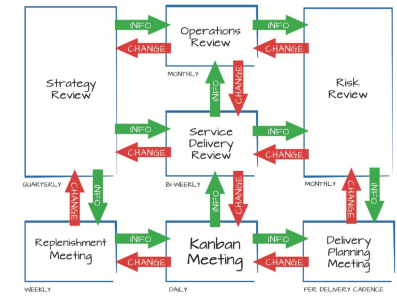 INFO
CHANGE
Operations
Review
INFO
CHANGE
Strategy
Review
MONTHLY
INFO
CHANGE
Risk
Review
INFO
CHANGE
Service
Delivery
Review
INFO
CHANGE
QUARTERLY
BI-WEEKLY
MONTHLY
CHANGE
INFO
INFO
CHANGE
CHANGE
INFO
Replenishment
Meeting
INFO
CHANGE
Kanban
Meeting
INFO
CHANGE
Delivery
Planning
Meeting
WEEKLY
DAILY
PER DELIVERY CADENCE